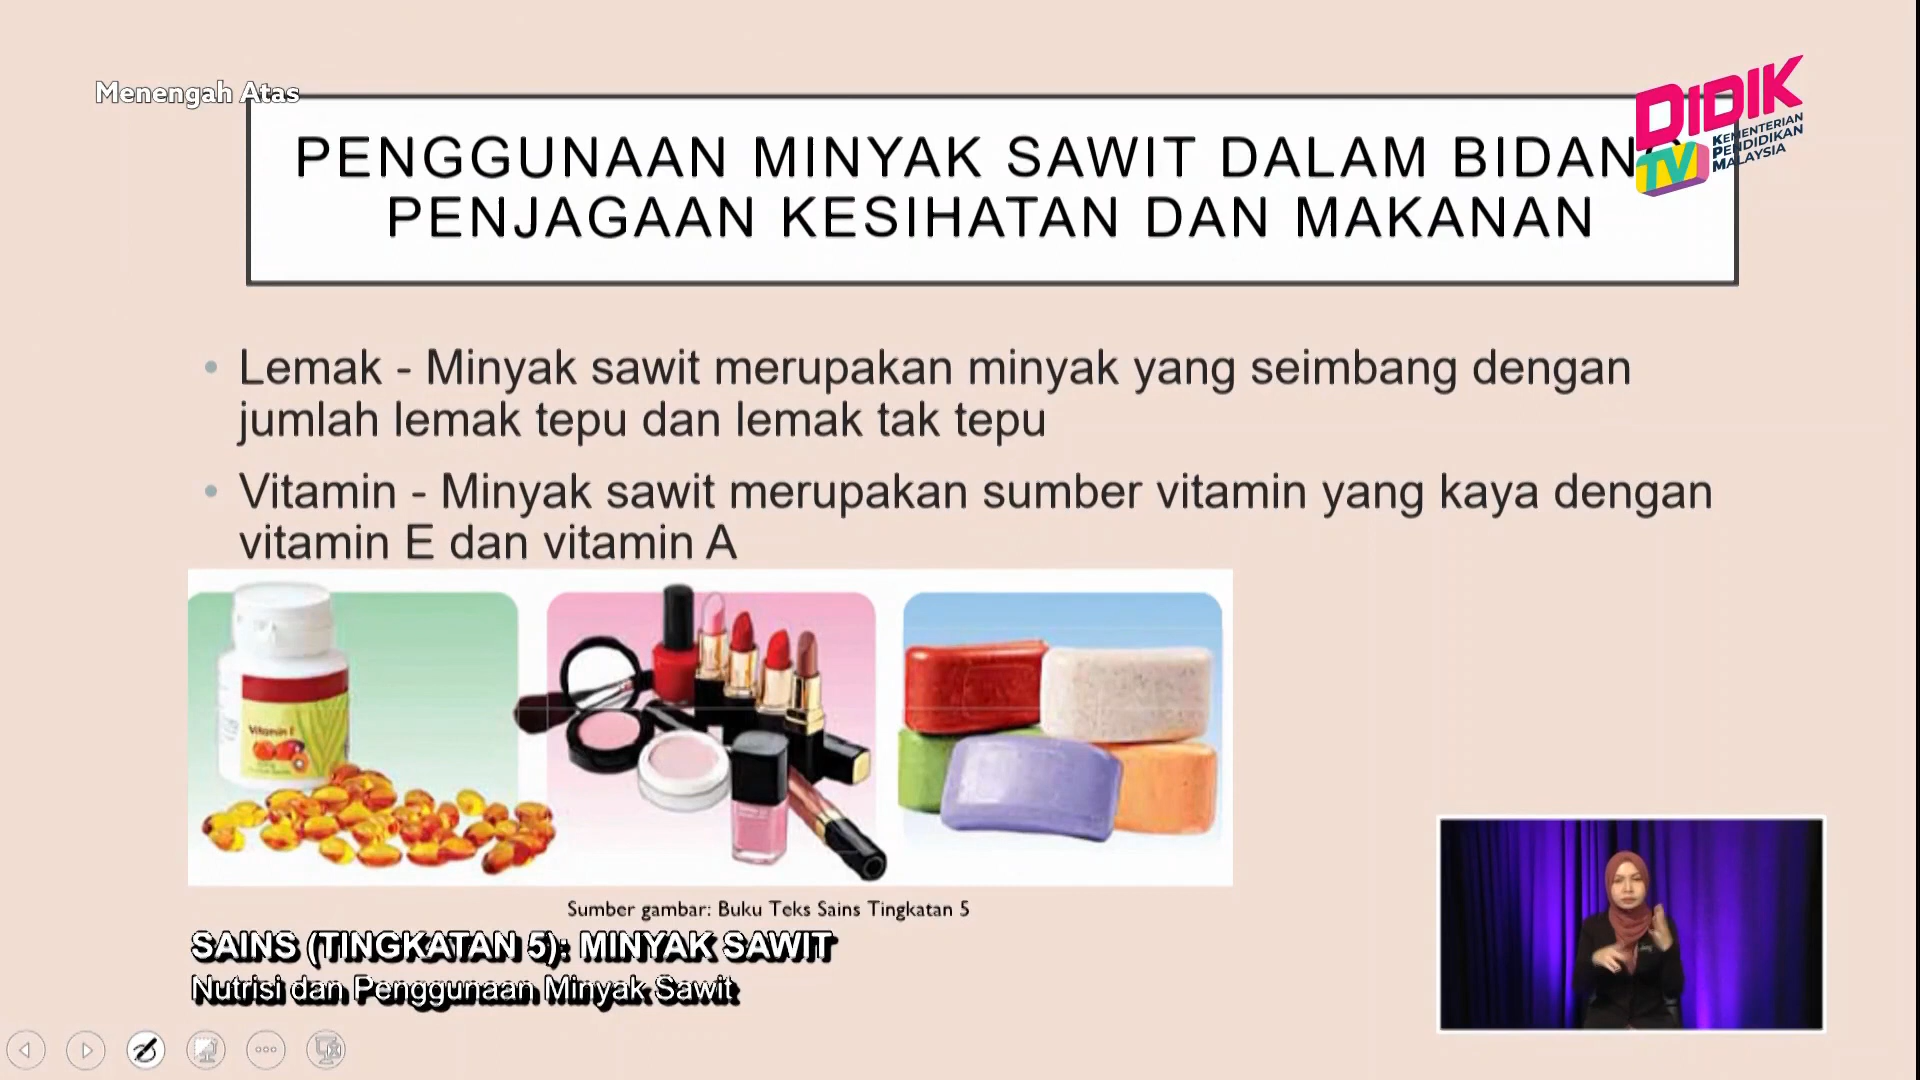 Menengah Atas
DIDIK
TV
KEMENTERIAN
PENDIDIKAN
MALAYSIA
PENGGUNAAN MINYAK SAWIT DALAM BIDANG
PENJAGAAN KESIHATAN DAN MAKANAN
• Lemak - Minyak sawit merupakan minyak yang seimbang dengan
jumlah lemak tepu dan lemak tak tepu
• Vitamin - Minyak sawit merupakan sumber vitamin yang kaya dengan
vitamin E dan vitamin A
Vitamin E
Sumber gambar: Buku Teks Sains Tingkatan 5
SAINS (TINGKATAN 5): MINYAK SAWIT
Nutrisi dan Penggunaan Minyak Sawit